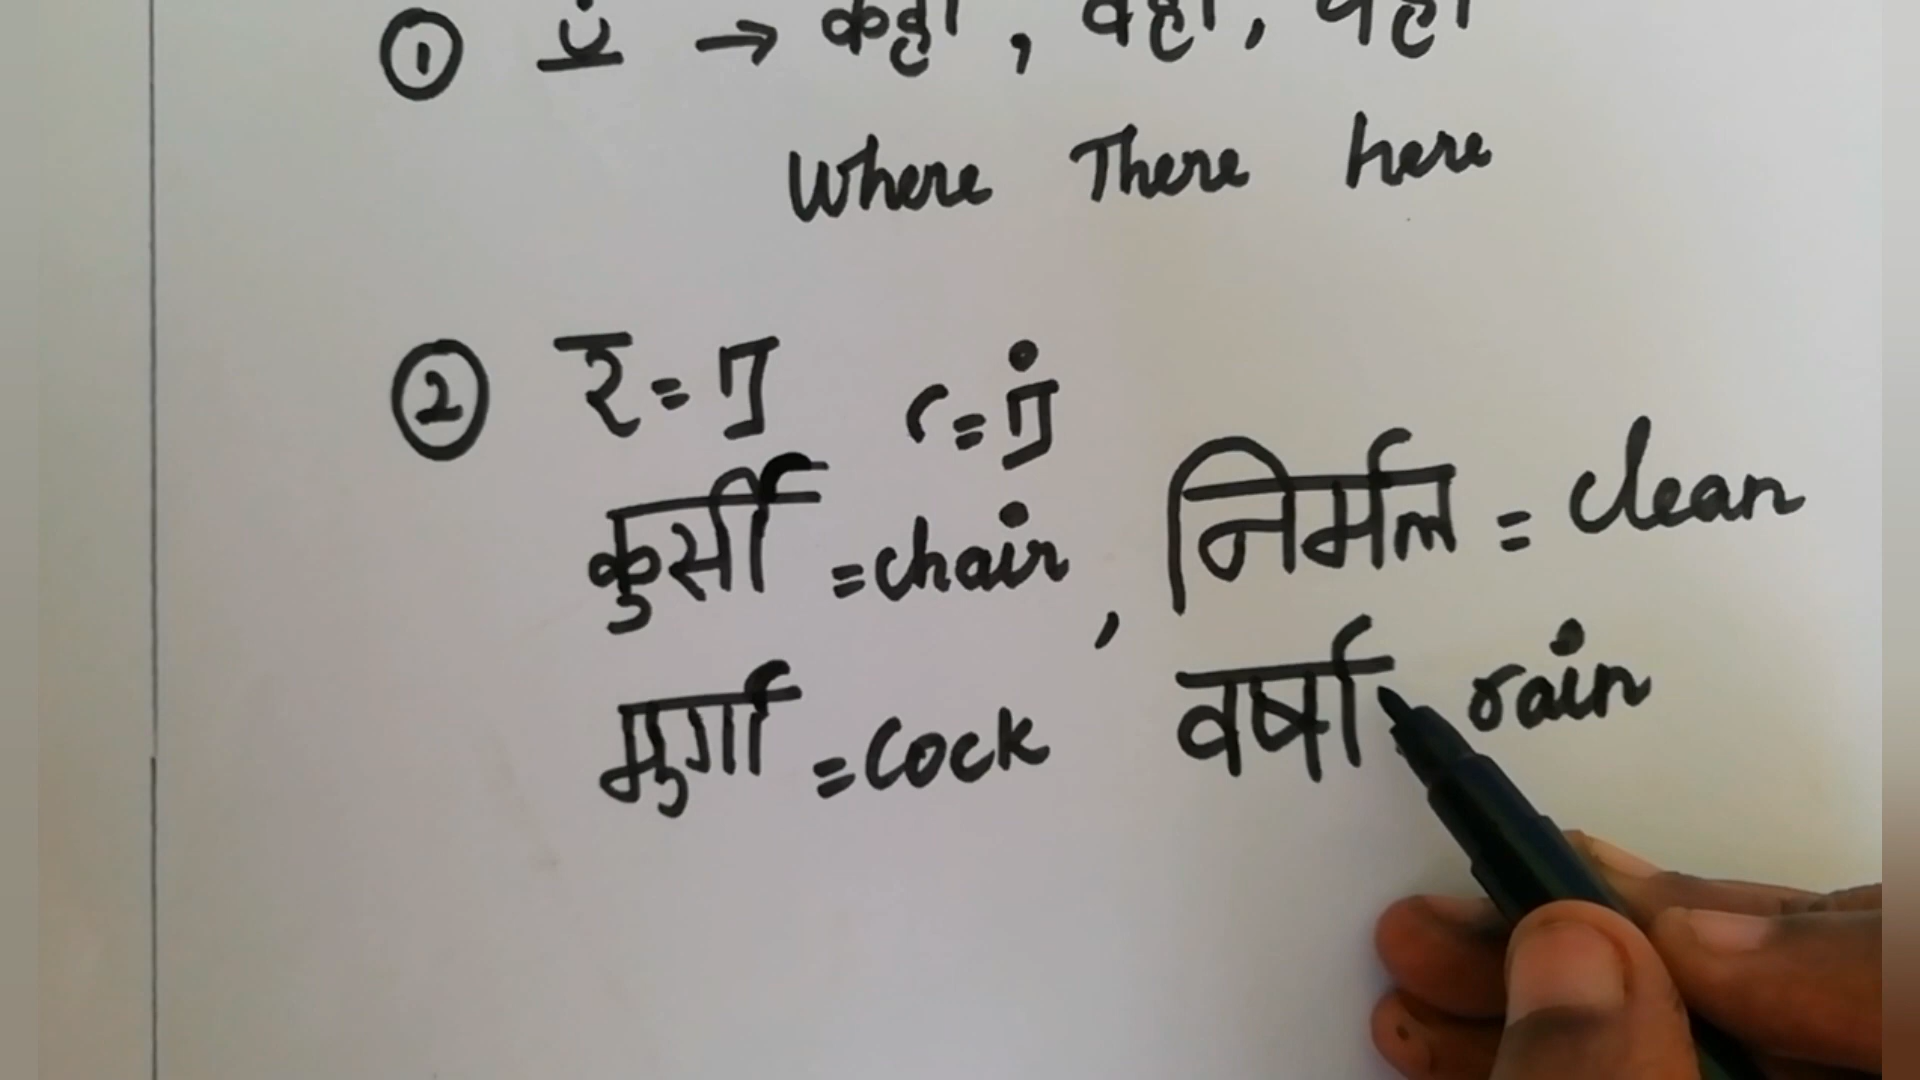 ① ँ → कहाँ, वहाँ, यहाँ
Where There here
② र = ர र् = ர்
कुर्सी = chair, निर्मल = clean
मुर्गा = Cock वर्षा rain